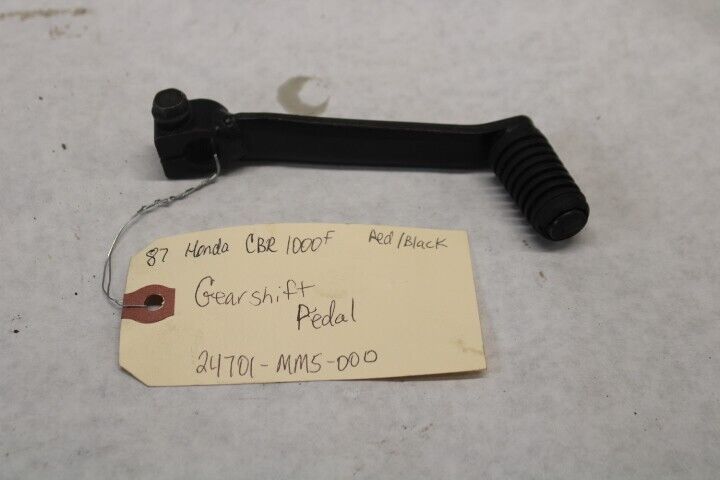 87 Honda CBR 1000F Red/Black
Gearshift
Pedal
24701-MM5-000